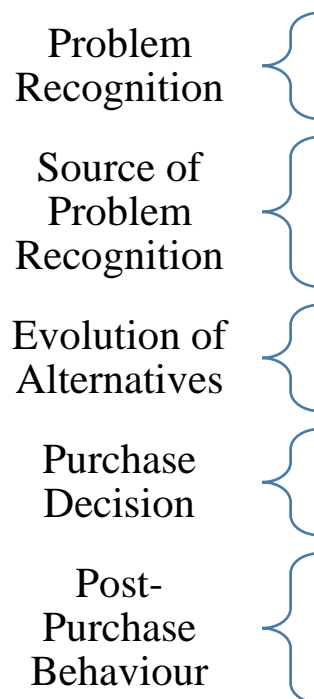 Problem
Recognition
Source of
Problem
Recognition
Evolution of
Alternatives
Purchase
Decision
Post-
Purchase
Behaviour